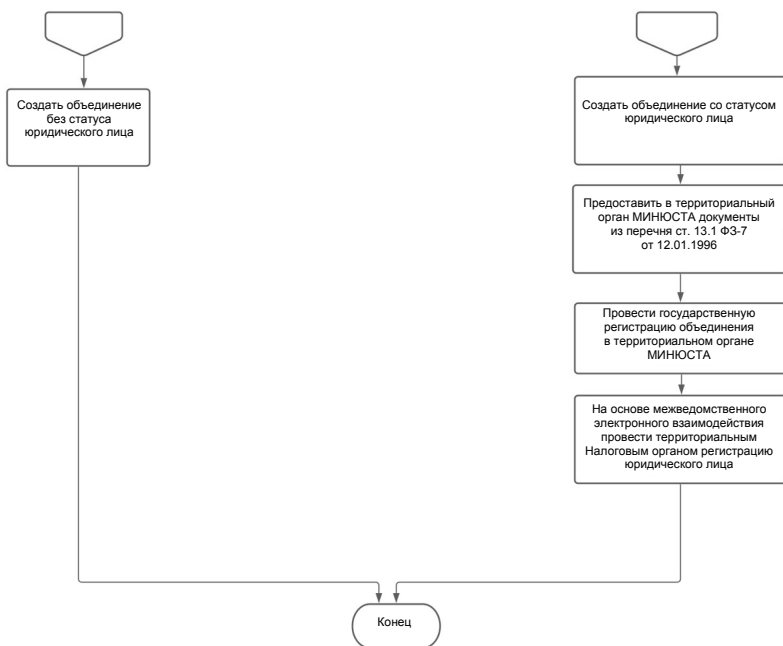 Создать объединение
без статуса
юридического лица
Создать объединение со статусом
юридического лица
Предоставить в территориальный
орган МИНЮСТА документы
из перечня ст. 13.1 ФЗ-7
от 12.01.1996
Провести государственную
регистрацию объединения
в территориальном органе
МИНЮСТА
На основе межведомственного
электронного взаимодействия
провести территориальным
Налоговым органом регистрацию
юридического лица
Конец